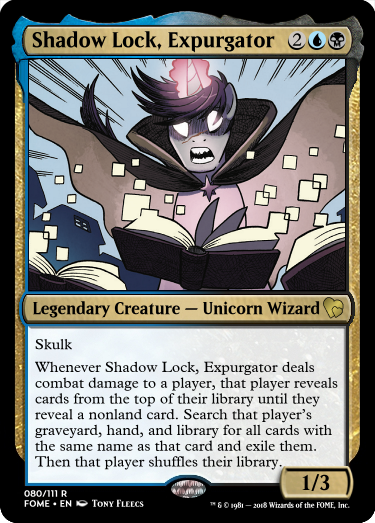 Shadow Lock, Expurgator 2
Legendary Creature — Unicorn Wizard
Skulk
Whenever Shadow Lock, Expurgator deals
combat damage to a player, that player reveals
cards from the top of their library until they
reveal a nonland card. Search that player's
graveyard, hand, and library for all cards with
the same name as that card and exile them.
Then that player shuffles their library.
1/3
080/111 R
FOME • EN Tony Fleecs
™ & © 1981 — 2018 Wizards of the FOME, Inc.